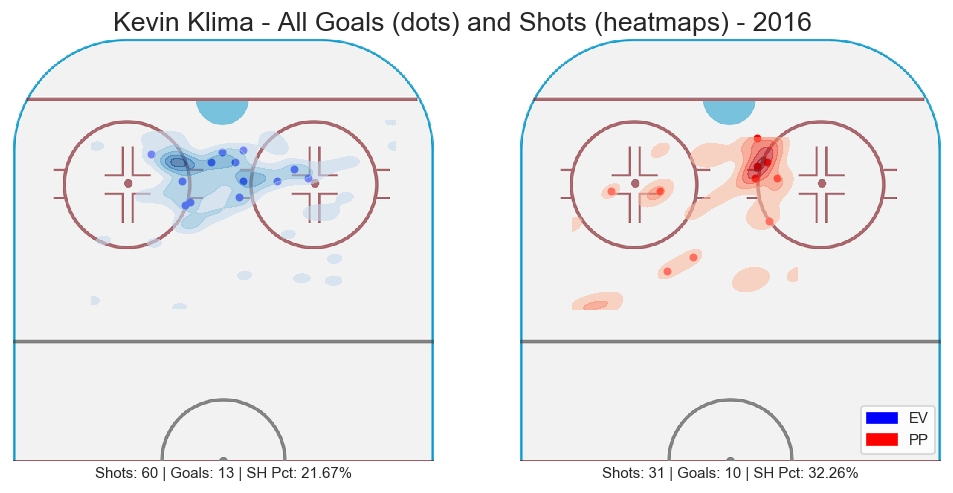 Kevin Klima - All Goals (dots) and Shots (heatmaps) - 2016
EV
PP
Shots: 60 | Goals: 13 | SH Pct: 21.67%
Shots: 31 | Goals: 10 | SH Pct: 32.26%